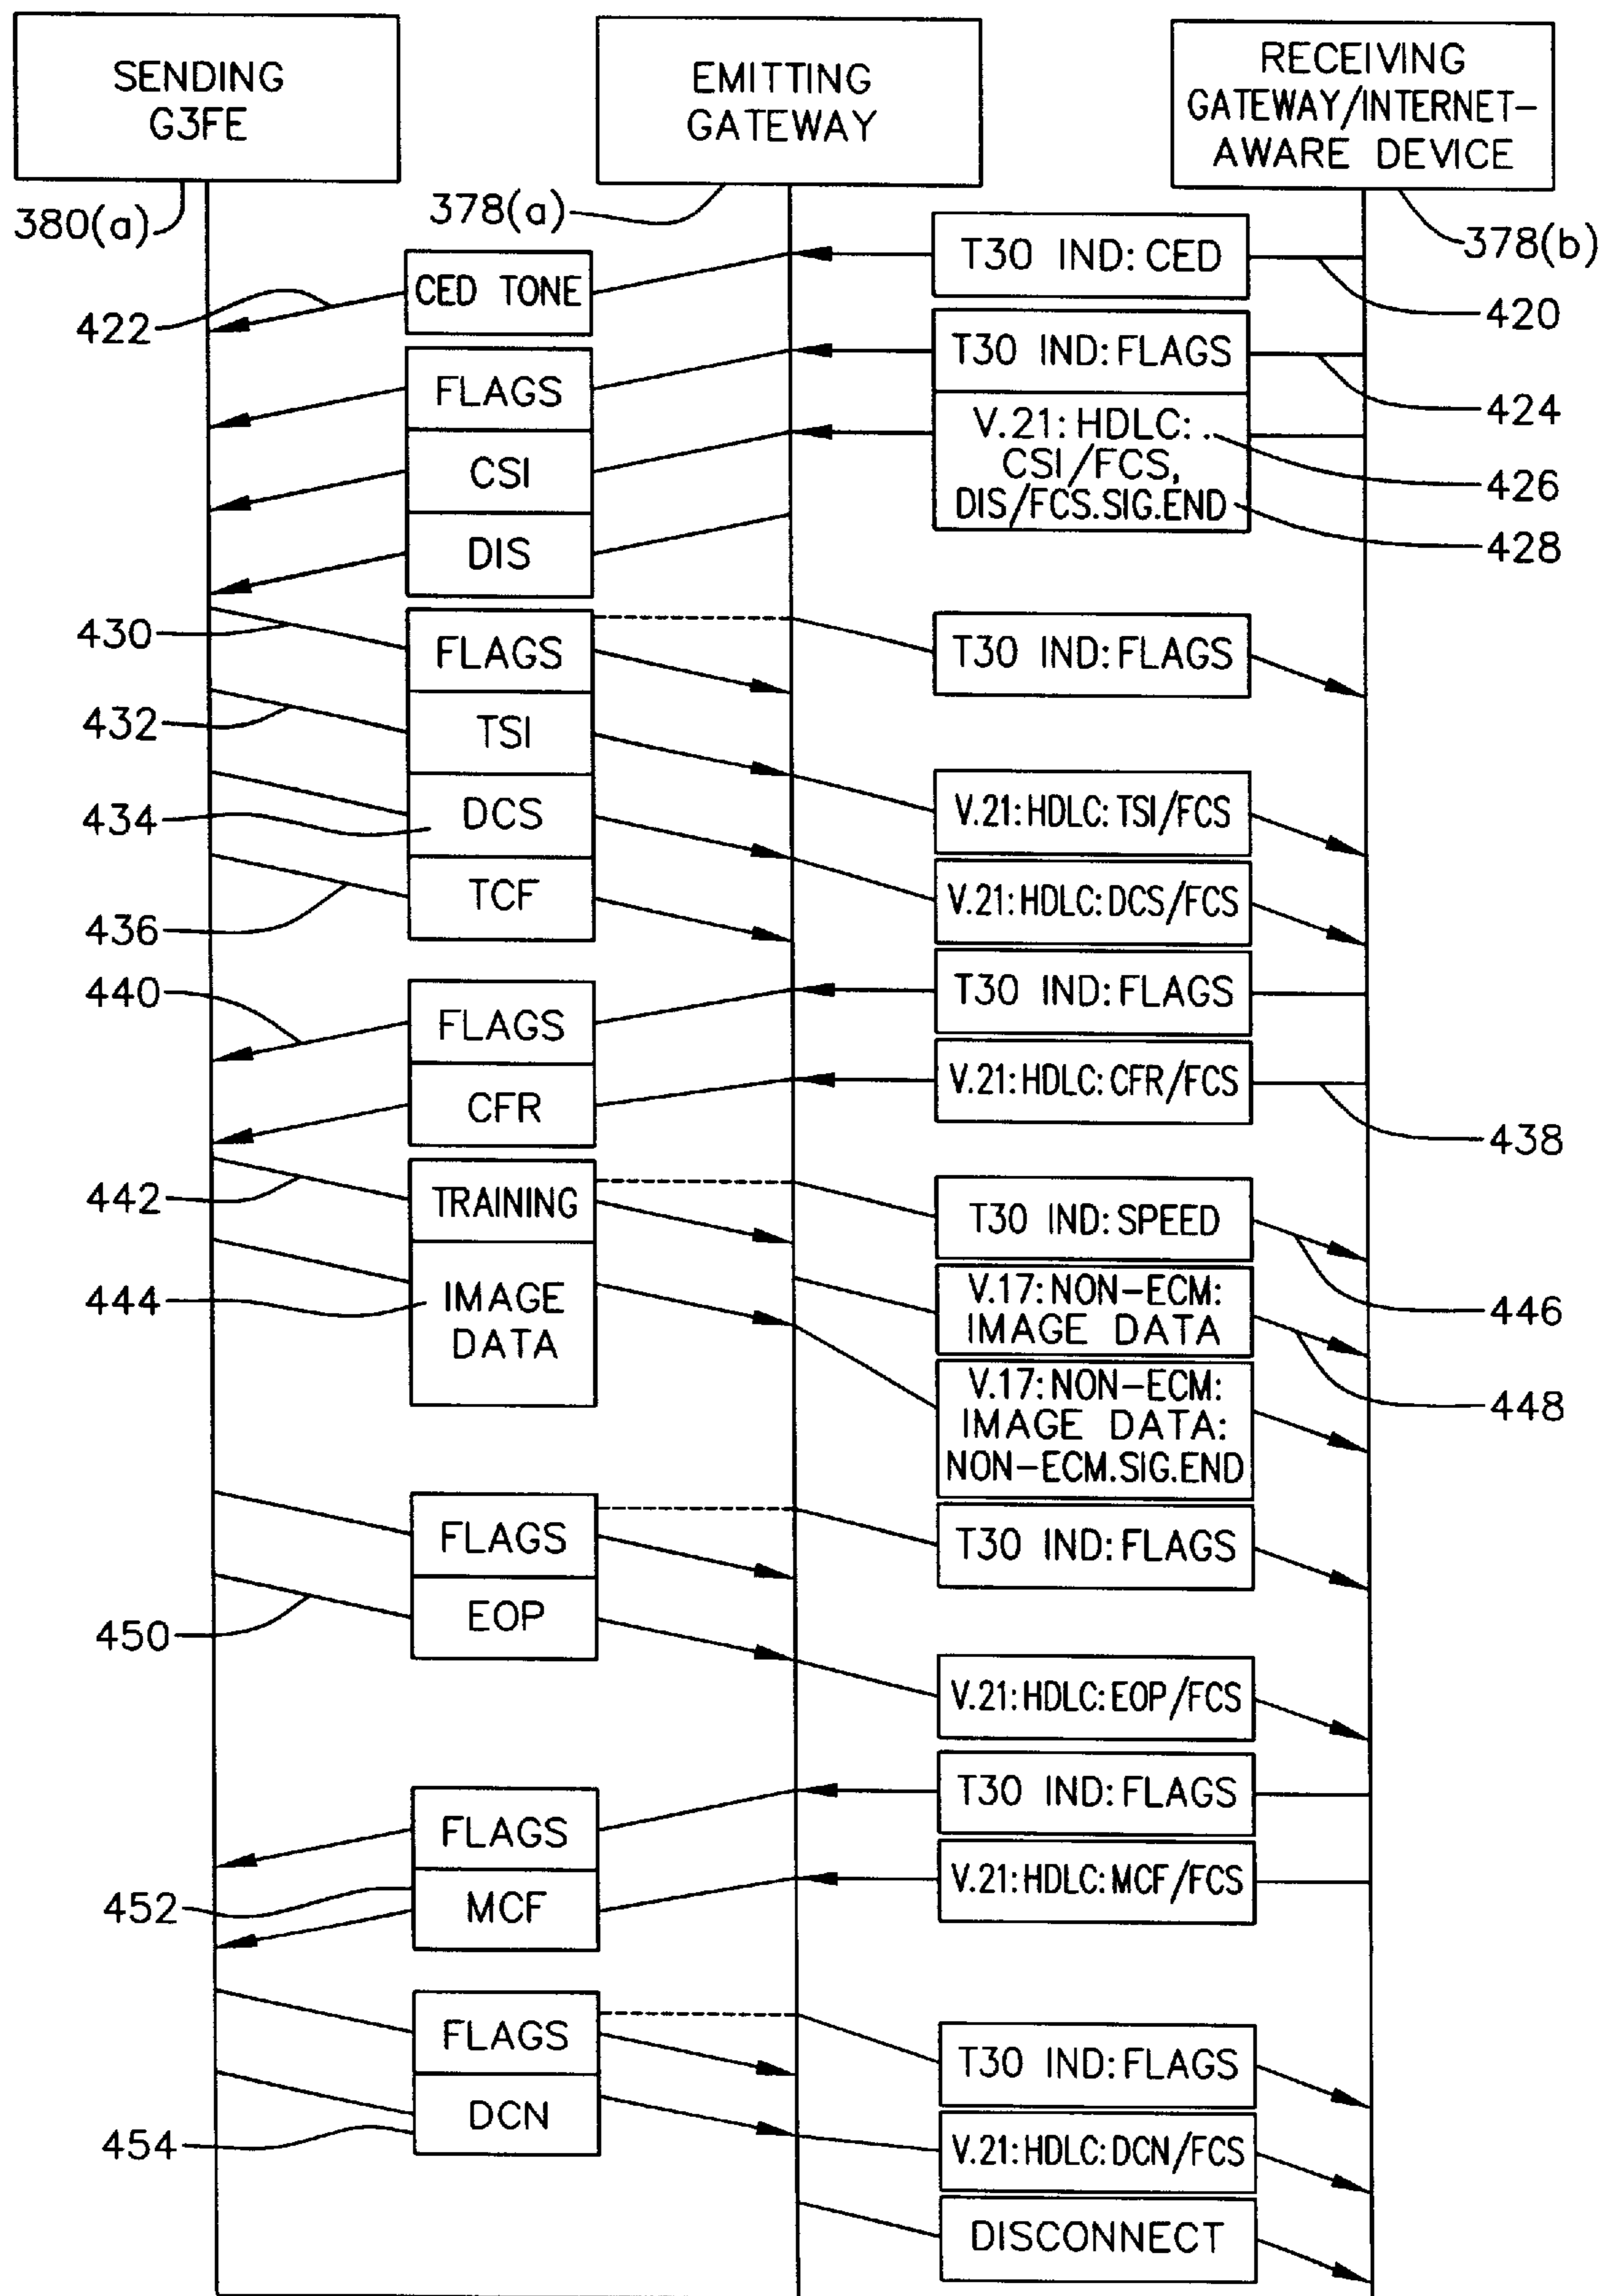 SENDING
G3FE
EMITTING
GATEWAY
RECEIVING
GATEWAY/INTERNET-
AWARE DEVICE
380(a)
378(a)
378(b)
T30 IND: CED
CED TONE
420
422
T30 IND: FLAGS
FLAGS
424
V.21: HDLC: .
CSI/FCS,
DIS/FCS.SIG.END
CSI
426
428
DIS
430
FLAGS
T30 IND: FLAGS
432
TSI
V.21: HDLC: TSI/FCS
434
DCS
V.21: HDLC: DCS/FCS
436
TCF
440
T30 IND: FLAGS
FLAGS
V.21: HDLC: CFR/FCS
CFR
438
442
TRAINING
T30 IND: SPEED
444
IMAGE
DATA
V.17: NON-ECM:
IMAGE DATA
446
V.17: NON-ECM:
IMAGE DATA:
NON-ECM.SIG.END
448
FLAGS
T30 IND: FLAGS
450
EOP
V.21: HDLC: EOP/FCS
T30 IND: FLAGS
FLAGS
V.21: HDLC: MCF/FCS
452
MCF
FLAGS
T30 IND: FLAGS
454
DCN
V.21: HDLC: DCN/FCS
DISCONNECT